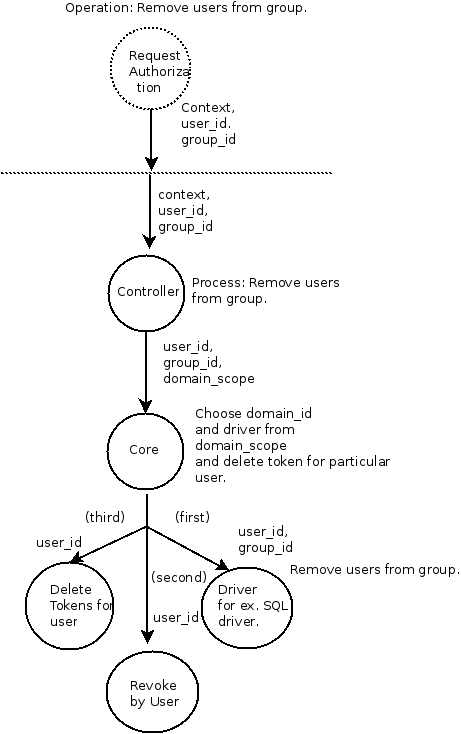 Operation: Remove users from group.
Request
Authoriza
tion
Context,
user_id.
group_id
context,
user_id,
group_id
Controller
Process: Remove users
from group.
user_id,
group_id,
domain_scope
Core
Choose domain_id
and driver from
domain_scope
and delete token for particular
user.
(third)
(first)
user_id
user_id,
group_id
(second)
Remove users from group.
Delete
Tokens for
user
user_id
Driver
for ex. SQL
driver.
Revoke
by User